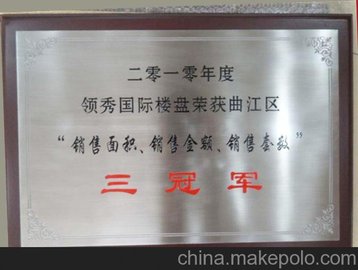 二零一零年度
领秀国际楼盘荣获曲江区
“销售面积、销售金额、销售套数”
三冠军
china.makepolo.com